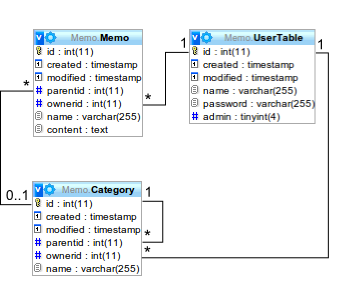 Memo.Memo
id : int(11)
created : timestamp
modified : timestamp
parentid : int(11)
ownerid : int(11)
name : varchar(255)
content : text
1
Memo.UserTable
id : int(11)
created : timestamp
modified : timestamp
name : varchar(255)
password : varchar(255)
admin : tinyint(4)
1
*
*
0..1
Memo.Category
id : int(11)
created : timestamp
modified : timestamp
parentid : int(11)
ownerid : int(11)
name : varchar(255)
1
*
*